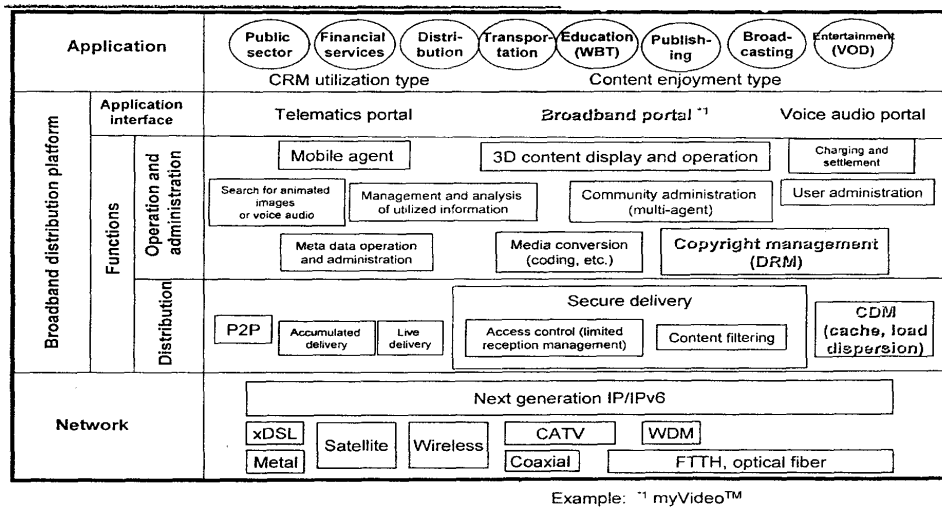 Application
Public sector
Financial services
Distri-bution
Transpor-tation
Education (WBT)
Publish-ing
Broad-casting
Entertainment (VOD)
CRM utilization type
Content enjoyment type
Broadband distribution platform
Application interface
Telematics portal
Broadband portal *1
Voice audio portal
Functions
Operation and administration
Mobile agent
3D content display and operation
Charging and settlement
Search for animated images or voice audio
Management and analysis of utilized information
Community administration (multi-agent)
User administration
Meta data operation and administration
Media conversion (coding, etc.)
Copyright management (DRM)
Distribution
P2P
Accumulated delivery
Live delivery
Secure delivery
Access control (limited reception management)
Content filtering
CDM (cache, load dispersion)
Network
Next generation IP/IPv6
xDSL
Satellite
Wireless
CATV
WDM
Metal
Coaxial
FTTH, optical fiber
Example: *1 myVideo™